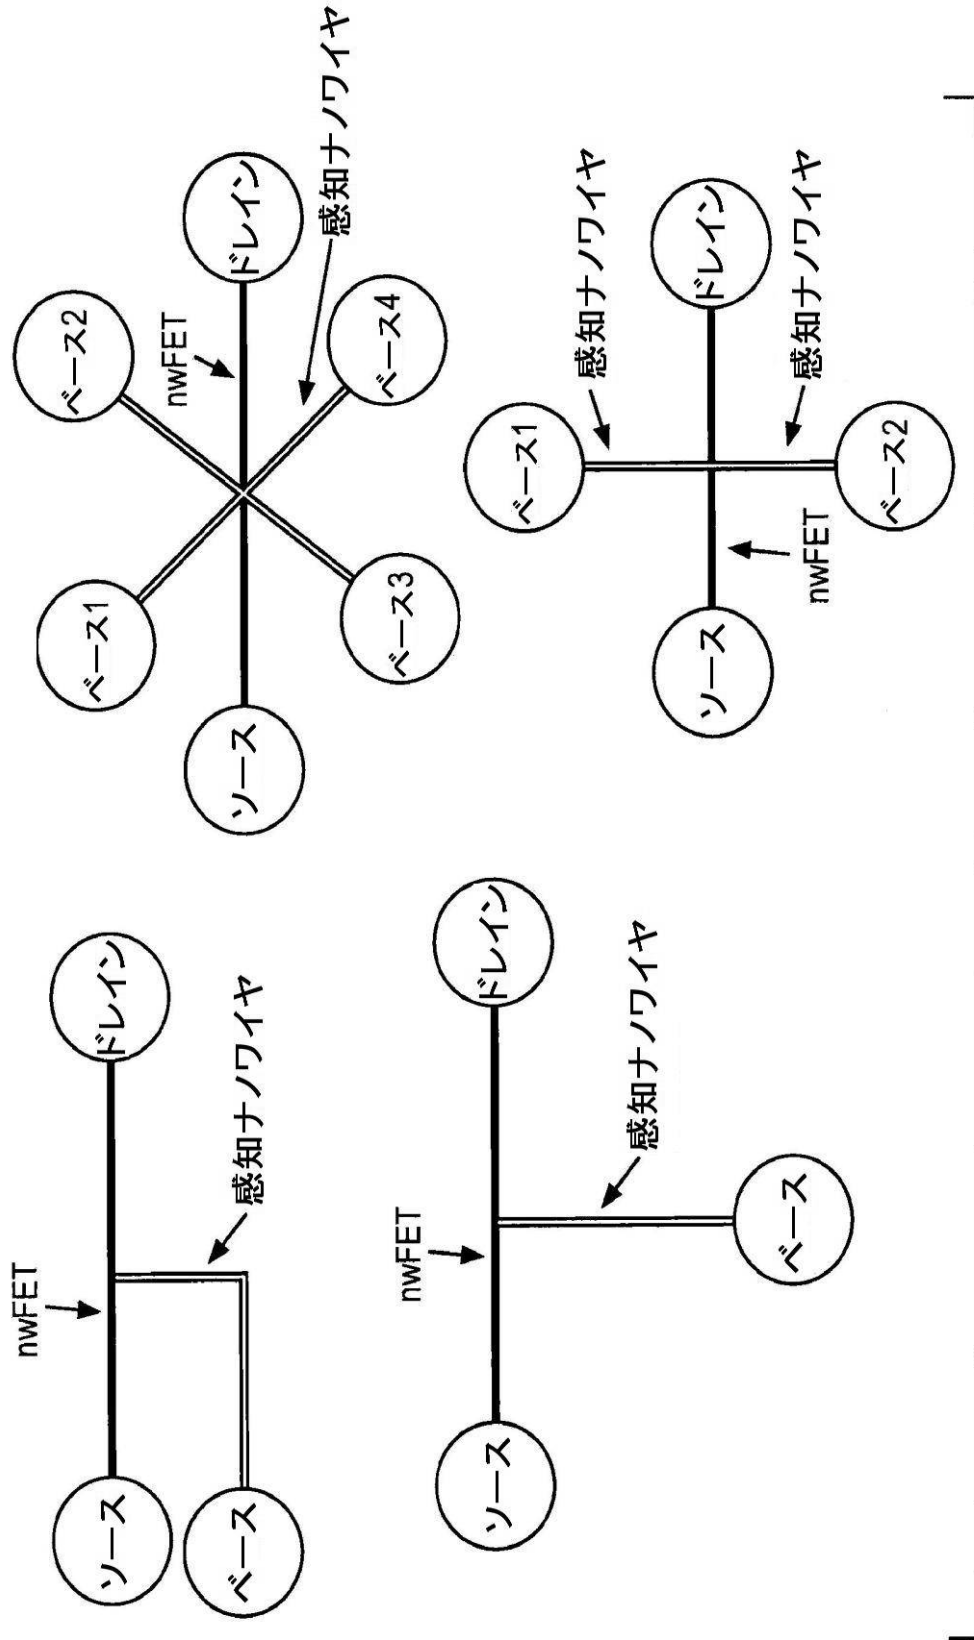 nwFET
ソース
ドレイン
ベース
感知ナノワイヤ
nwFET
ソース
ドレイン
感知ナノワイヤ
ベース
ベース1
ベース2
nwFET
ソース
ドレイン
ベース3
ベース4
感知ナノワイヤ
ベース1
感知ナノワイヤ
ソース
ドレイン
nwFET
感知ナノワイヤ
ベース2